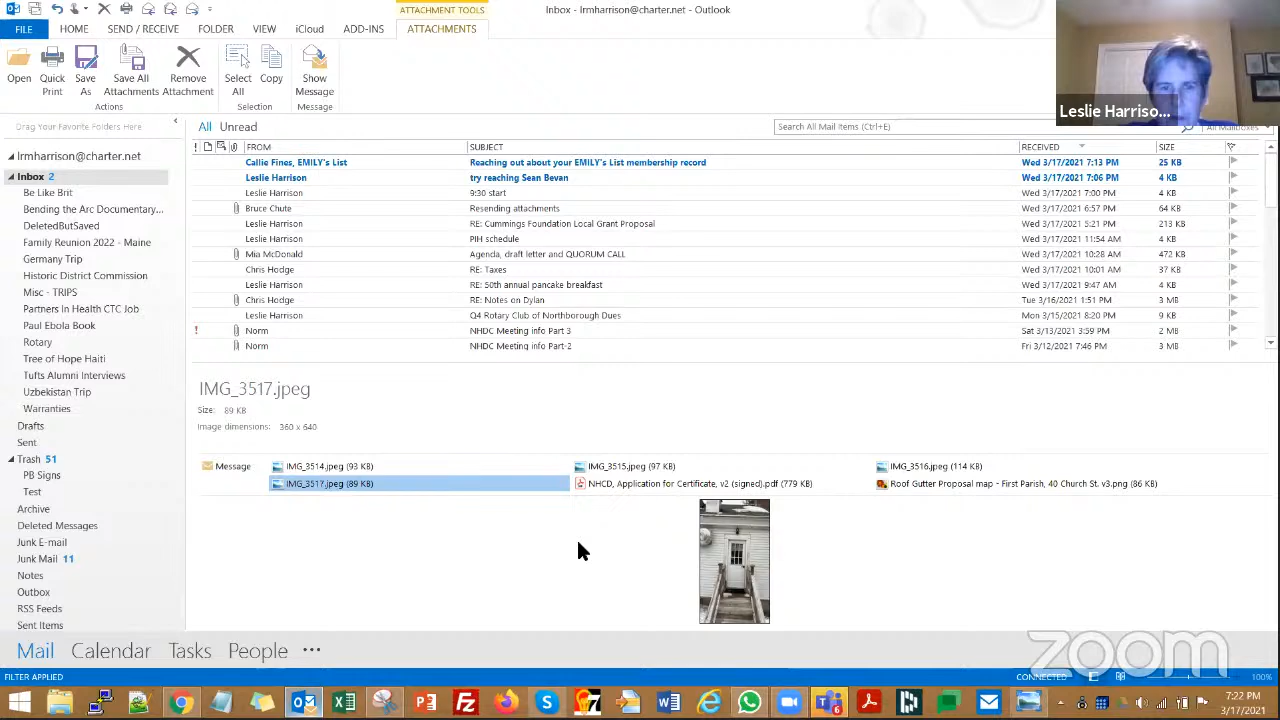 ATTACHMENT TOOLS
Inbox - lrmharrison@charter.net - Outlook
FILE HOME SEND / RECEIVE FOLDER VIEW iCloud ADD-INS ATTACHMENTS
Open Quick Print Save As Save All Attachments Remove Attachment Select All Copy Show Message
Actions Selection Message
Leslie Harriso...
Drag Your Favorite Folders Here
All Unread
Search All Mail Items (Ctrl+E) All Mailboxes
! FROM SUBJECT RECEIVED SIZE
Callie Fines, EMILY's List Reaching out about your EMILY's List membership record Wed 3/17/2021 7:13 PM 25 KB
Leslie Harrison try reaching Sean Bevan Wed 3/17/2021 7:06 PM 4 KB
Leslie Harrison 9:30 start Wed 3/17/2021 7:00 PM 4 KB
Bruce Chute Resending attachments Wed 3/17/2021 6:57 PM 64 KB
Leslie Harrison RE: Cummings Foundation Local Grant Proposal Wed 3/17/2021 5:21 PM 213 KB
Leslie Harrison PIH schedule Wed 3/17/2021 11:54 AM 4 KB
Mia McDonald Agenda, draft letter and QUORUM CALL Wed 3/17/2021 10:28 AM 472 KB
Chris Hodge RE: Taxes Wed 3/17/2021 10:01 AM 37 KB
Leslie Harrison RE: 50th annual pancake breakfast Wed 3/17/2021 9:47 AM 4 KB
Chris Hodge RE: Notes on Dylan Tue 3/16/2021 1:51 PM 3 MB
Leslie Harrison Q4 Rotary Club of Northborough Dues Mon 3/15/2021 8:20 PM 9 KB
! Norm NHDC Meeting info Part 3 Sat 3/13/2021 3:59 PM 2 MB
Norm NHDC Meeting info Part-2 Fri 3/12/2021 7:46 PM 3 MB
lrmharrison@charter.net
Inbox 2
Be Like Brit
Bending the Arc Documentary...
DeletedButSaved
Family Reunion 2022 - Maine
Germany Trip
Historic District Commission
Misc - TRIPS
Partners In Health CTC Job
Paul Ebola Book
Rotary
Tree of Hope Haiti
Tufts Alumni Interviews
Uzbekistan Trip
Warranties
Drafts
Sent
Trash 51
PB Signs
Test
Archive
Deleted Messages
Junk E-mail
Junk Mail 11
Notes
Outbox
RSS Feeds
Sent Items
IMG_3517.jpeg
Size: 89 KB
Image dimensions: 360 x 640
Message IMG_3514.jpeg (93 KB) IMG_3515.jpeg (97 KB) IMG_3516.jpeg (114 KB)
IMG_3517.jpeg (89 KB) NHCD, Application for Certificate, v2 (signed).pdf (779 KB) Roof Gutter Proposal map - First Parish, 40 Church St. v3.png (86 KB)
Mail Calendar Tasks People ...
zoom
FILTER APPLIED CONNECTED 100%
7:22 PM
3/17/2021